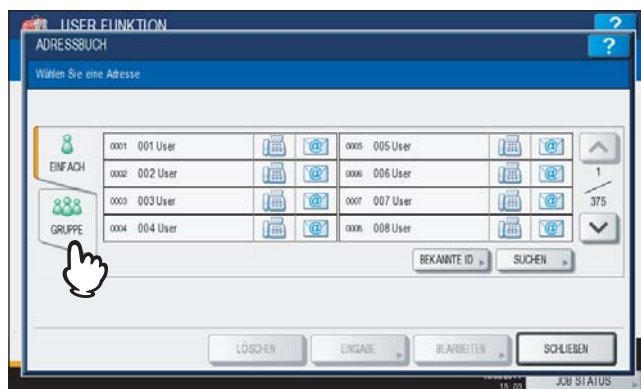 USER FUNKTION
?
ADRESSBUCH
?
Wählen Sie eine Adresse
EINFACH
GRUPPE
0001 001 User
0002 002 User
0003 003 User
0004 004 User
0005 005 User
0006 006 User
0007 007 User
0008 008 User
1
375
BEKANNTE ID
SUCHEN
LÖSCHEN
EINGABE
BEARBEITEN
SCHLIEßEN
15:03
JOB STATUS